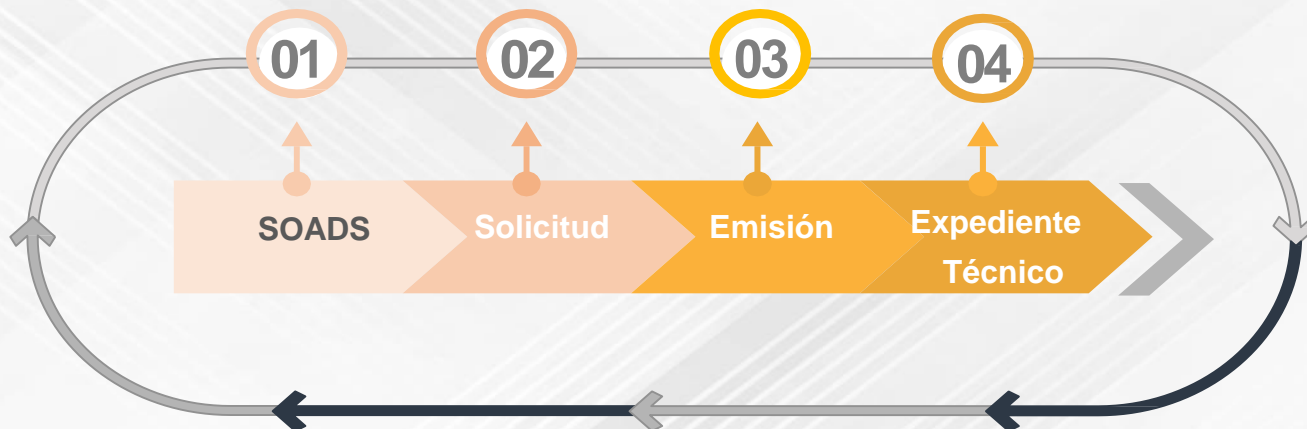 01
02
03
04
SOADS
Solicitud
Emisión
Expediente
Técnico